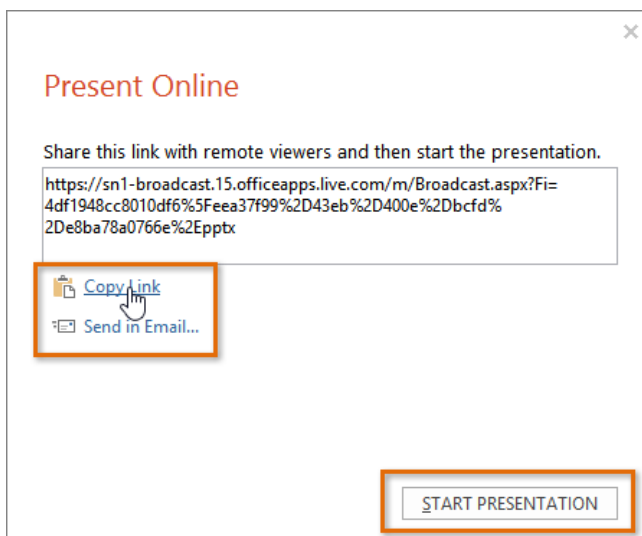 Present Online
Share this link with remote viewers and then start the presentation.
https://sn1-broadcast.15.officeapps.live.com/m/Broadcast.aspx?Fi=
4df1948cc8010df6%5Feea37f99%2D43eb%2D400e%2Dbcfd%
2De8ba78a0766e%2Epptx
Copy Link
Send in Email...
START PRESENTATION